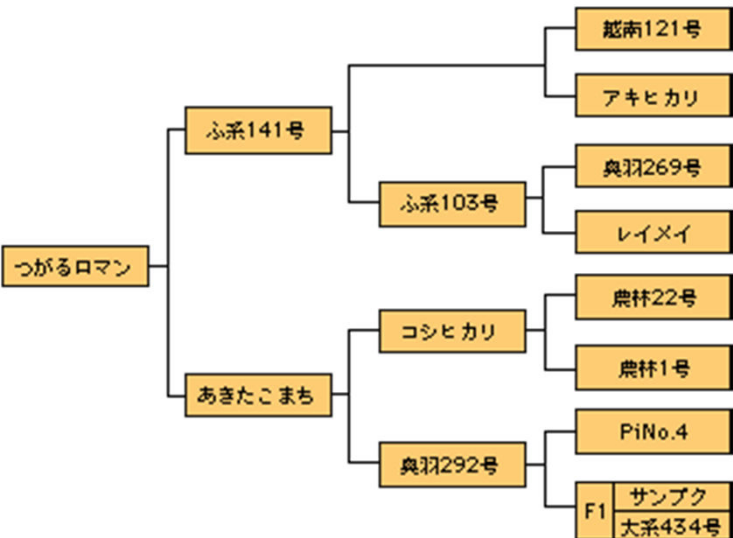 越南121号
アキヒカリ
ふ系141号
奥羽269号
ふ系103号
レイメイ
つがるロマン
農林22号
コシヒカリ
農林1号
あきたこまち
PiNo.4
奥羽292号
F1
サンプク
大系434号